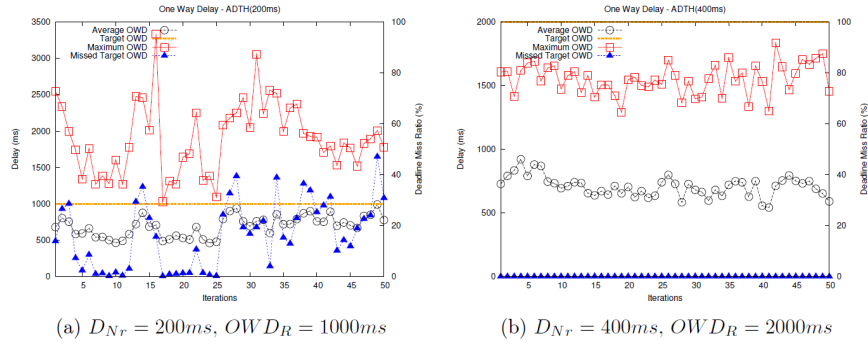 One Way Delay - ADTH(200ms)
Average OWD
Target OWD
Maximum OWD
Missed Target OWD
3500
3000
2500
2000
1500
1000
500
0
Delay (ms)
100
80
60
40
20
0
Deadline Miss Ratio (%)
5 10 15 20 25 30 35 40 45 50
Iterations
(a) D_{Nr} = 200ms, OWD_R = 1000ms
One Way Delay - ADTH(400ms)
Average OWD
Target OWD
Maximum OWD
Missed Target OWD
2000
1500
1000
500
0
Delay (ms)
100
80
60
40
20
0
Deadline Miss Ratio (%)
5 10 15 20 25 30 35 40 45 50
Iterations
(b) D_{Nr} = 400ms, OWD_R = 2000ms